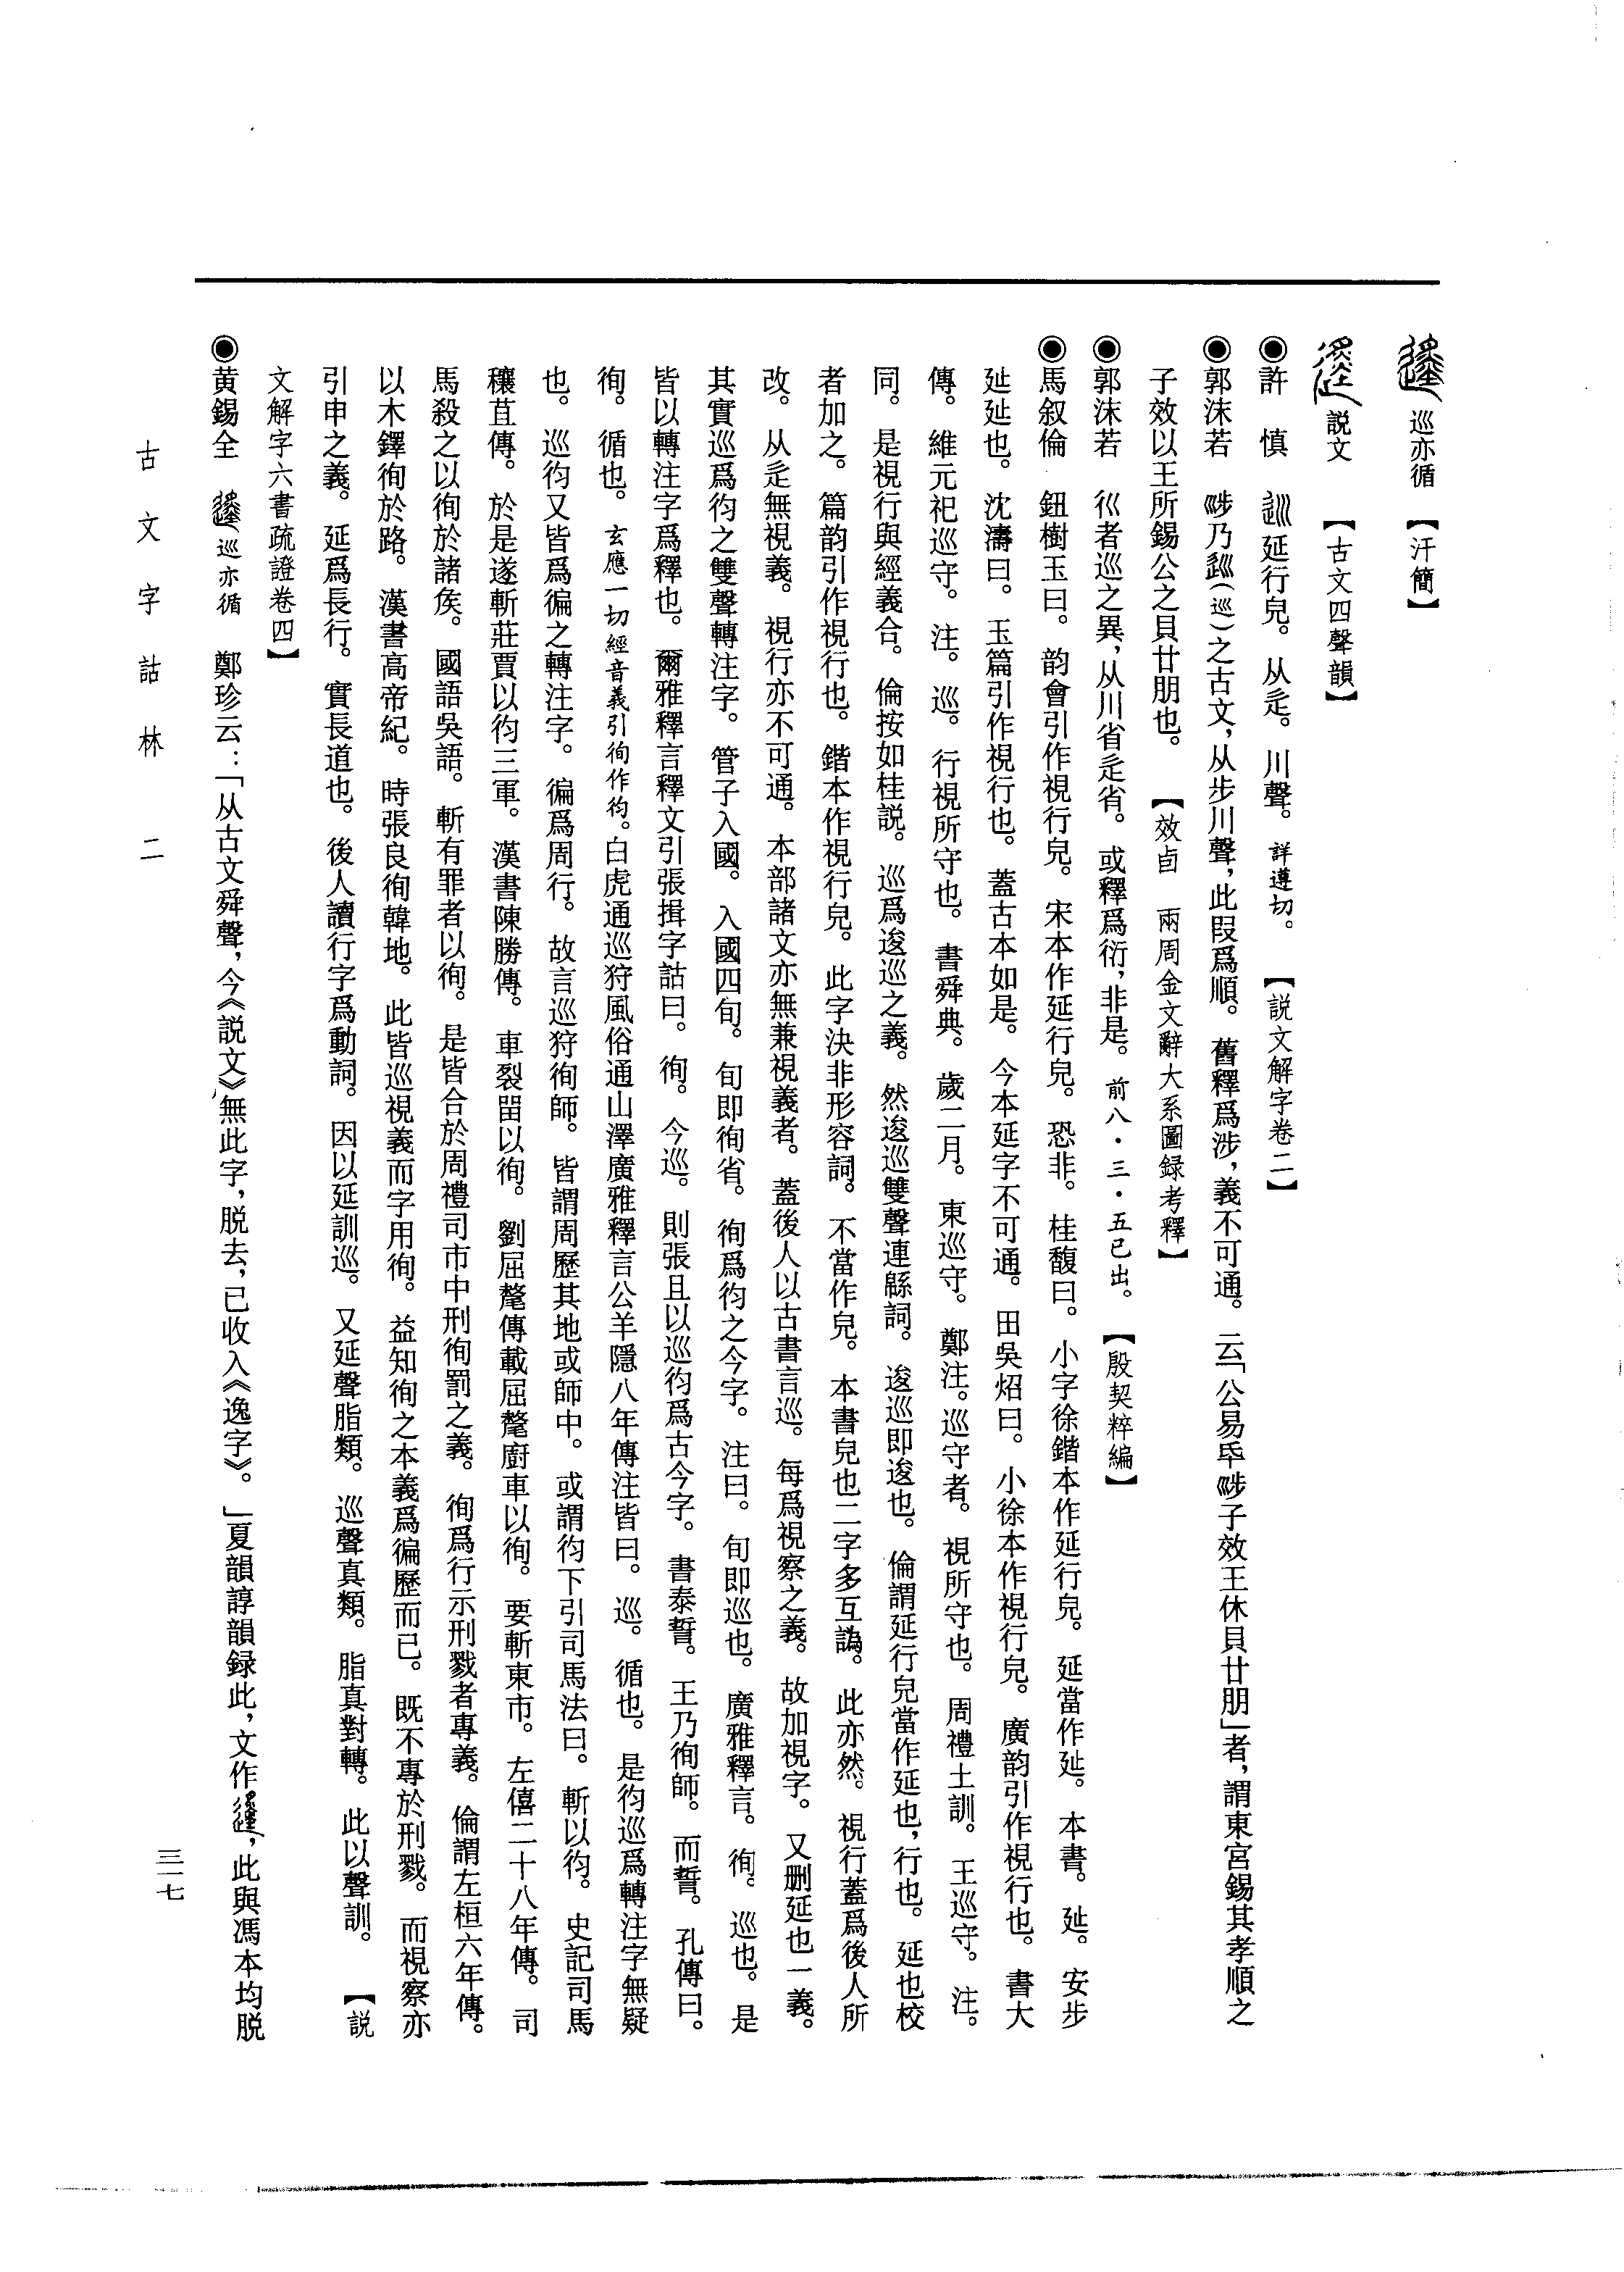 巡亦循 【汗簡】
説文 【古文四聲韻】
◉許 慎 延行皃。从辵。川聲。詳遵切。 【説文解字卷二】
◉郭沫若 乃(巡)之古文，从步川聲，此叚爲順。舊釋爲涉，義不可通。云「公易氒子效王休貝廿朋」者，謂東宮錫其孝順之
子效以王所錫公之貝廿朋也。 【效卣 兩周金文辭大系圖録考釋】
◉郭沫若 者巡之異，从川省辵省。或釋爲衍，非是。前八·三·五已出。 【殷契粹編】
◉馬叙倫 鈕樹玉曰。韵會引作視行皃。宋本作延行皃。恐非。桂馥曰。小字徐鍇本作延行皃。延當作㢟。本書。㢟。安步
延延也。沈濤曰。玉篇引作視行也。蓋古本如是。今本延字不可通。田吳炤曰。小徐本作視行皃。廣韵引作視行也。書大
傳。維元祀巡守。注。巡。行視所守也。書舜典。歲二月。東巡守。鄭注。巡守者。視所守也。周禮土訓。王巡守。注。
同。是視行與經義合。倫按如桂説。巡爲逡巡之義。然逡巡雙聲連緜詞。逡巡即逡也。倫謂延行皃當作延也，行也。延也校
者加之。篇韵引作視行也。鍇本作視行皃。此字決非形容詞。不當作皃。本書皃也二字多互譌。此亦然。視行蓋爲後人所
改。从辵無視義。視行亦不可通。本部諸文亦無兼視義者。蓋後人以古書言巡。每爲視察之義。故加視字。又刪延也一義。
其實巡爲徇之雙聲轉注字。管子入國。入國四旬。旬即徇省。徇爲㣬之今字。注曰。旬即巡也。廣雅釋言。徇。巡也。是
皆以轉注字爲釋也。爾雅釋言釋文引張揖字詁曰。徇。今巡。則張且以巡㣬爲古今字。書泰誓。王乃徇師。而誓。孔傳曰。
徇。循也。玄應一切經音義引徇作㣬。白虎通巡狩風俗通山澤廣雅釋言公羊隱八年傳注皆曰。巡。循也。是㣬巡爲轉注字無疑
也。巡㣬又皆爲徧之轉注字。徧爲周行。故言巡狩徇師。皆謂周歷其地或師中。或謂㣬下引司馬法曰。斬以㣬。史記司馬
穰苴傳。於是遂斬莊賈以㣬三軍。漢書陳勝傳。車裂畱以徇。劉屈氂傳載屈氂廚車以徇。要斬東市。左僖二十八年傳。司
馬殺之以徇於諸矦。國語吳語。斬有罪者以徇。是皆合於周禮司市中刑徇罰之義。徇爲行示刑戮者專義。倫謂左桓六年傳。
以木鐸徇於路。漢書高帝紀。時張良徇韓地。此皆巡視義而字用徇。益知徇之本義爲徧歷而已。既不專於刑戮。而視察亦
引申之義。延爲長行。實長道也。後人讀行字爲動詞。因以延訓巡。又延聲脂類。巡聲真類。脂真對轉。此以聲訓。 【説
文解字六書疏證卷四】
◉黄錫全 巡亦循 鄭珍云：「从古文舜聲，今《説文》無此字，脱去，已收入《逸字》。」夏韻諄韻録此，文作，此與馮本均脱
古文字詁林 二
三一七